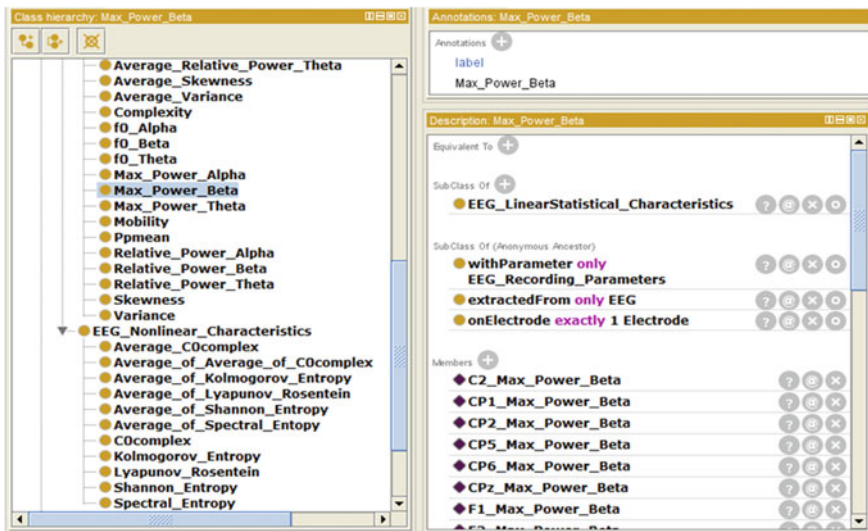 Class hierarchy: Max_Power_Beta
Average_Relative_Power_Theta
Average_Skewness
Average_Variance
Complexity
f0_Alpha
f0_Beta
f0_Theta
Max_Power_Alpha
Max_Power_Beta
Max_Power_Theta
Mobility
Ppmean
Relative_Power_Alpha
Relative_Power_Beta
Relative_Power_Theta
Skewness
Variance
EEG_Nonlinear_Characteristics
Average_C0complex
Average_of_Average_of_C0complex
Average_of_Kolmogorov_Entropy
Average_of_Lyapunov_Rosentein
Average_of_Shannon_Entropy
Average_of_Spectral_Entopy
C0complex
Kolmogorov_Entropy
Lyapunov_Rosentein
Shannon_Entropy
Spectral_Entropy
Annotations: Max_Power_Beta
Annotations
label
Max_Power_Beta
Description: Max_Power_Beta
Equivalent To
SubClass Of
EEG_LinearStatistical_Characteristics
SubClass Of (Anonymous Ancestor)
withParameter only
EEG_Recording_Parameters
extractedFrom only EEG
onElectrode exactly 1 Electrode
Members
C2_Max_Power_Beta
CP1_Max_Power_Beta
CP2_Max_Power_Beta
CP5_Max_Power_Beta
CP6_Max_Power_Beta
CPz_Max_Power_Beta
F1_Max_Power_Beta